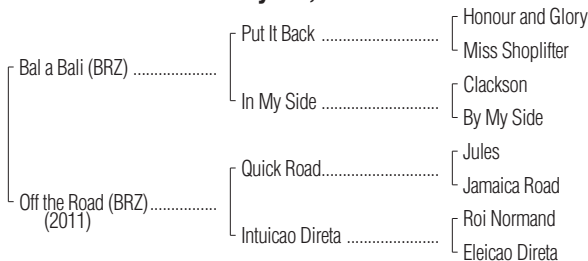 Honour and Glory
Put It Back ..............................
Miss Shoplifter
Bal a Bali (BRZ) .....................
Clackson
In My Side ..............................
By My Side
Jules
Quick Road..............................
Jamaica Road
Off the Road (BRZ)................
(2011)
Roi Normand
Intuicao Direta .......................
Eleicao Direta